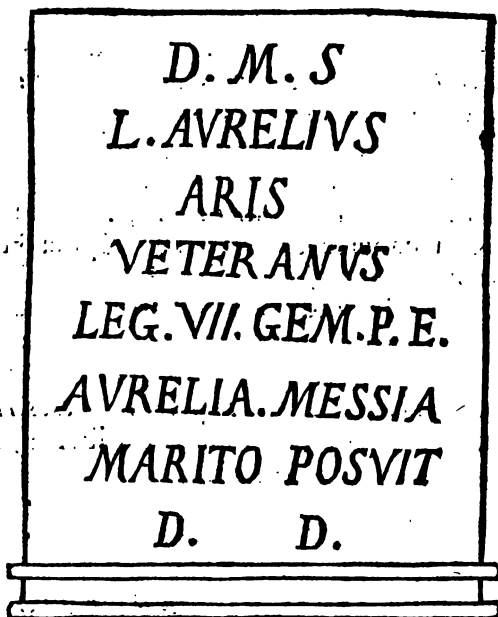 D. M. S
L. AVRELIVS
ARIS
VETERANVS
LEG. VII. GEM. P. E.
AVRELIA. MESSIA
MARITO POSVIT
D. D.